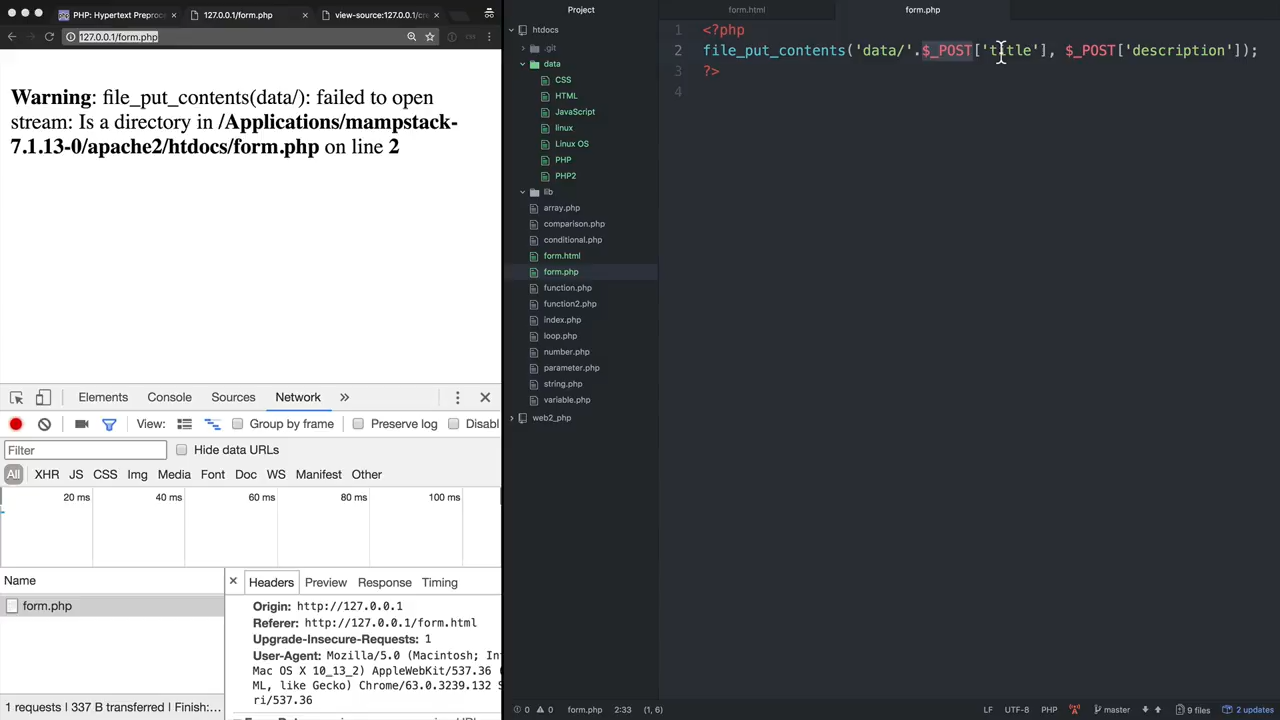 PHP: Hypertext Preproc
127.0.0.1/form.php
view-source:127.0.0.1/cre
127.0.0.1/form.php
Warning: file_put_contents(data/): failed to open
stream: Is a directory in /Applications/mampstack-
7.1.13-0/apache2/htdocs/form.php on line 2
Elements
Console
Sources
Network
View:
Group by frame
Preserve log
Disabl
Filter
Hide data URLs
All
XHR
JS
CSS
Img
Media
Font
Doc
WS
Manifest
Other
20 ms
40 ms
60 ms
80 ms
100 ms
Name
form.php
Headers
Preview
Response
Timing
Origin: http://127.0.0.1
Referer: http://127.0.0.1/form.html
Upgrade-Insecure-Requests: 1
User-Agent: Mozilla/5.0 (Macintosh; Int
Mac OS X 10_13_2) AppleWebKit/537.36 (
ML, like Gecko) Chrome/63.0.3239.132 S
ri/537.36
1 requests | 337 B transferred | Finish:...
Project
htdocs
.git
data
CSS
HTML
JavaScript
linux
Linux OS
PHP
PHP2
lib
array.php
comparison.php
conditional.php
form.html
form.php
function.php
function2.php
index.php
loop.php
number.php
parameter.php
string.php
variable.php
web2_php
form.html
form.php
1 <?php
2 file_put_contents('data/'.$_POST['title'], $_POST['description']);
3 ?>
4
0
0
form.php
2:33
(1, 6)
LF
UTF-8
PHP
master
9 files
2 updates